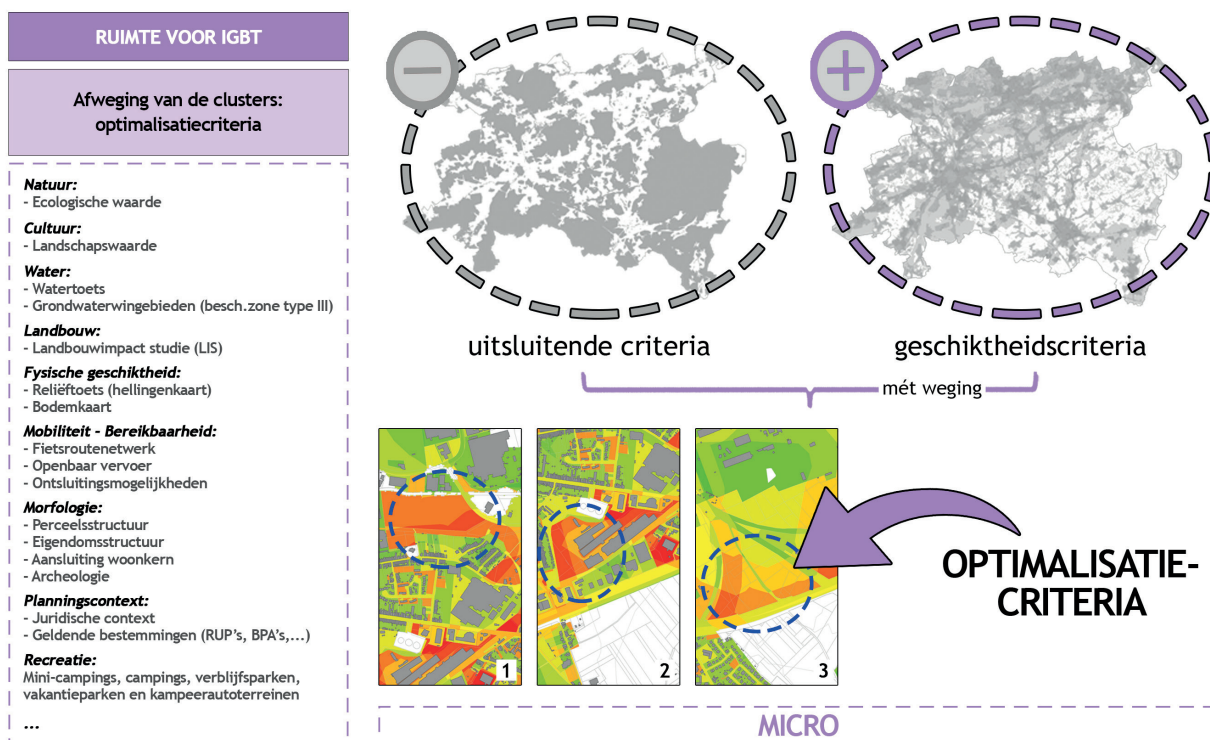 RUIMTE VOOR IGBT
Afweging van de clusters:
optimalisatiecriteria
Natuur:
- Ecologische waarde
Cultuur:
- Landschapswaarde
Water:
- Watertoets
- Grondwaterwingebieden (besch.zone type III)
Landbouw:
- Landbouwimpact studie (LIS)
Fysische geschiktheid:
- Reliëftoets (hellingenkaart)
- Bodemkaart
Mobiliteit - Bereikbaarheid:
- Fietsroutenetwerk
- Openbaar vervoer
- Ontsluitingsmogelijkheden
Morfologie:
- Perceelsstructuur
- Eigendomsstructuur
- Aansluiting woonkern
- Archeologie
Planningscontext:
- Juridische context
- Geldende bestemmingen (RUP's, BPA's,...)
Recreatie:
Mini-campings, campings, verblijfsparken,
vakantieparken en kampeerautoterreinen
...
uitsluitende criteria
geschiktheidscriteria
mét weging
1
2
3
OPTIMALISATIE-
CRITERIA
MICRO